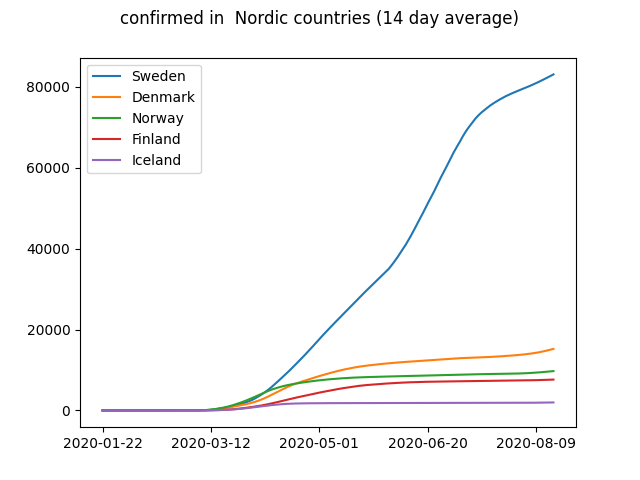 confirmed in  Nordic countries (14 day average)
Sweden
Denmark
Norway
Finland
Iceland
80000
60000
40000
20000
0
2020-01-22 2020-03-12 2020-05-01 2020-06-20 2020-08-09